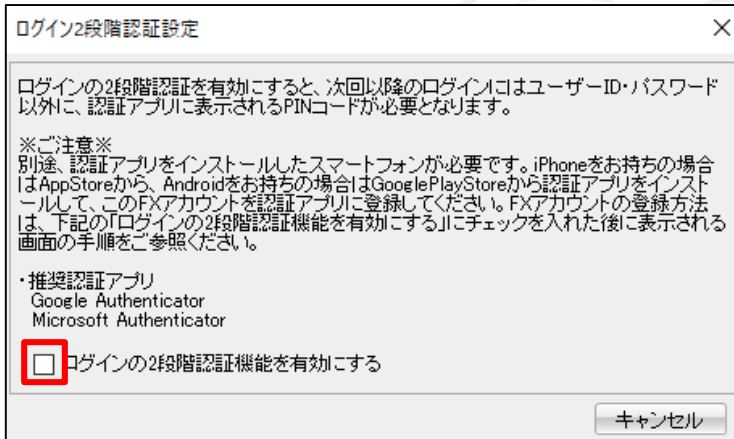 ログイン2段階認証設定
ログインの2段階認証を有効にすると、次回以降のログインにはユーザーID・パスワード
以外に、認証アプリに表示されるPINコードが必要となります。
※ご注意※
別途、認証アプリをインストールしたスマートフォンが必要です。iPhoneをお持ちの場合
はAppStoreから、Androidをお持ちの場合はGooglePlayStoreから認証アプリをインスト
ールして、このFXアカウントを認証アプリに登録してください。FXアカウントの登録方法
は、下記の「ログインの2段階認証機能を有効にする」にチェックを入れた後に表示される
画面の手順をご参照ください。
・推奨認証アプリ
Google Authenticator
Microsoft Authenticator
ログインの2段階認証機能を有効にする
キャンセル